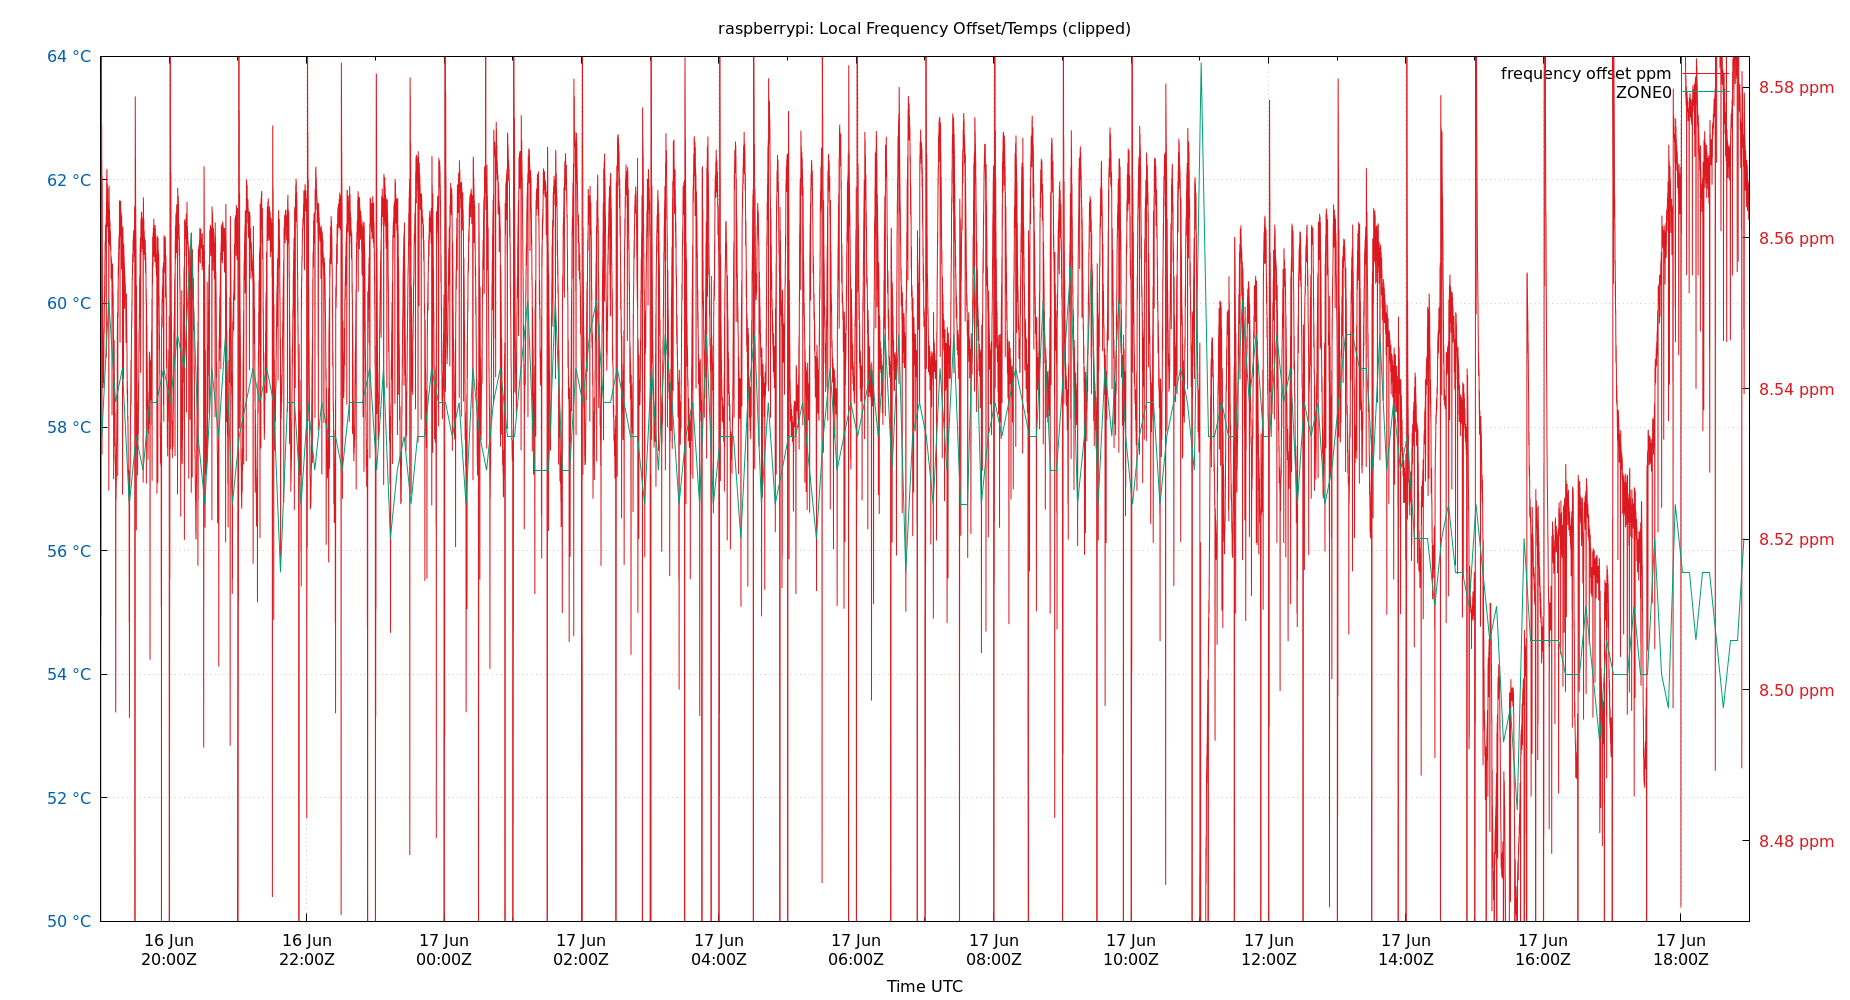 raspberrypi: Local Frequency Offset/Temps (clipped)
64 °C
62 °C
60 °C
58 °C
56 °C
54 °C
52 °C
50 °C
frequency offset ppm
ZONE0
8.58 ppm
8.56 ppm
8.54 ppm
8.52 ppm
8.50 ppm
8.48 ppm
16 Jun 16 Jun 17 Jun 17 Jun 17 Jun 17 Jun 17 Jun 17 Jun 17 Jun 17 Jun 17 Jun 17 Jun
20:00Z 22:00Z 00:00Z 02:00Z 04:00Z 06:00Z 08:00Z 10:00Z 12:00Z 14:00Z 16:00Z 18:00Z
Time UTC